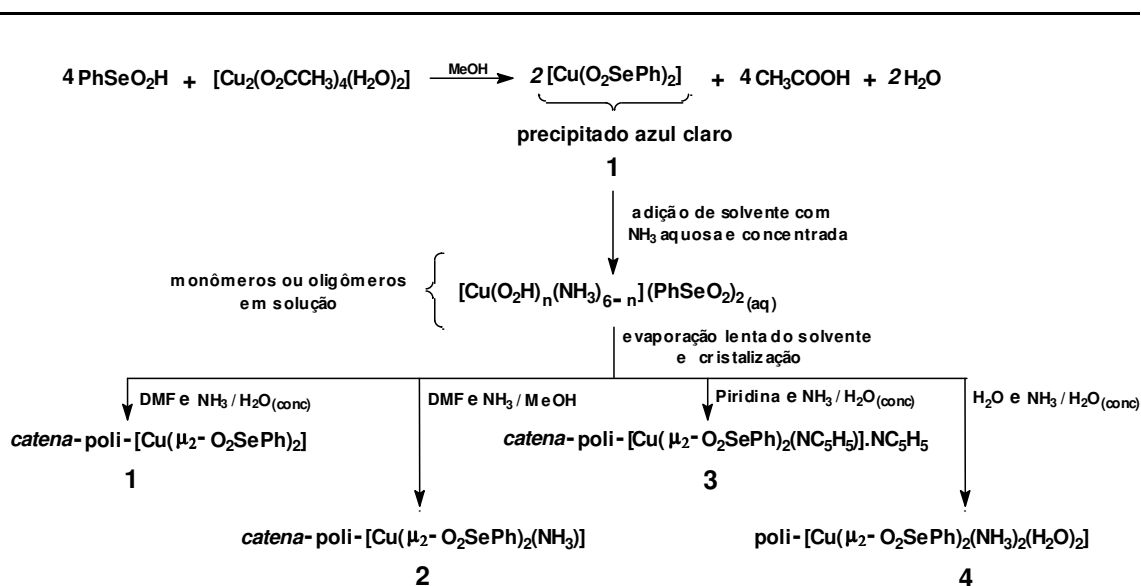 4 PhSeO₂H + [Cu₂(O₂CCH₃)₄(H₂O)₂] MeOH 2 [Cu(O₂SePh)₂] + 4 CH₃COOH + 2 H₂O
precipitado azul claro
1
adição de solvente com
NH₃ aquosa e concentrada
monômeros ou oligômeros
em solução
[Cu(O₂H)n(NH₃)6-n](PhSeO₂)₂(aq)
evaporação lenta do solvente
e cristalização
DMF e NH₃/H₂O(conc)
DMF e NH₃/MeOH
Piridina e NH₃/H₂O(conc)
H₂O e NH₃/H₂O(conc)
catena-poli-[Cu(μ₂-O₂SePh)₂]
1
catena-poli-[Cu(μ₂-O₂SePh)₂(NC₅H₅)].NC₅H₅
3
catena-poli-[Cu(μ₂-O₂SePh)₂(NH₃)]
2
poli-[Cu(μ₂-O₂SePh)₂(NH₃)₂(H₂O)₂]
4